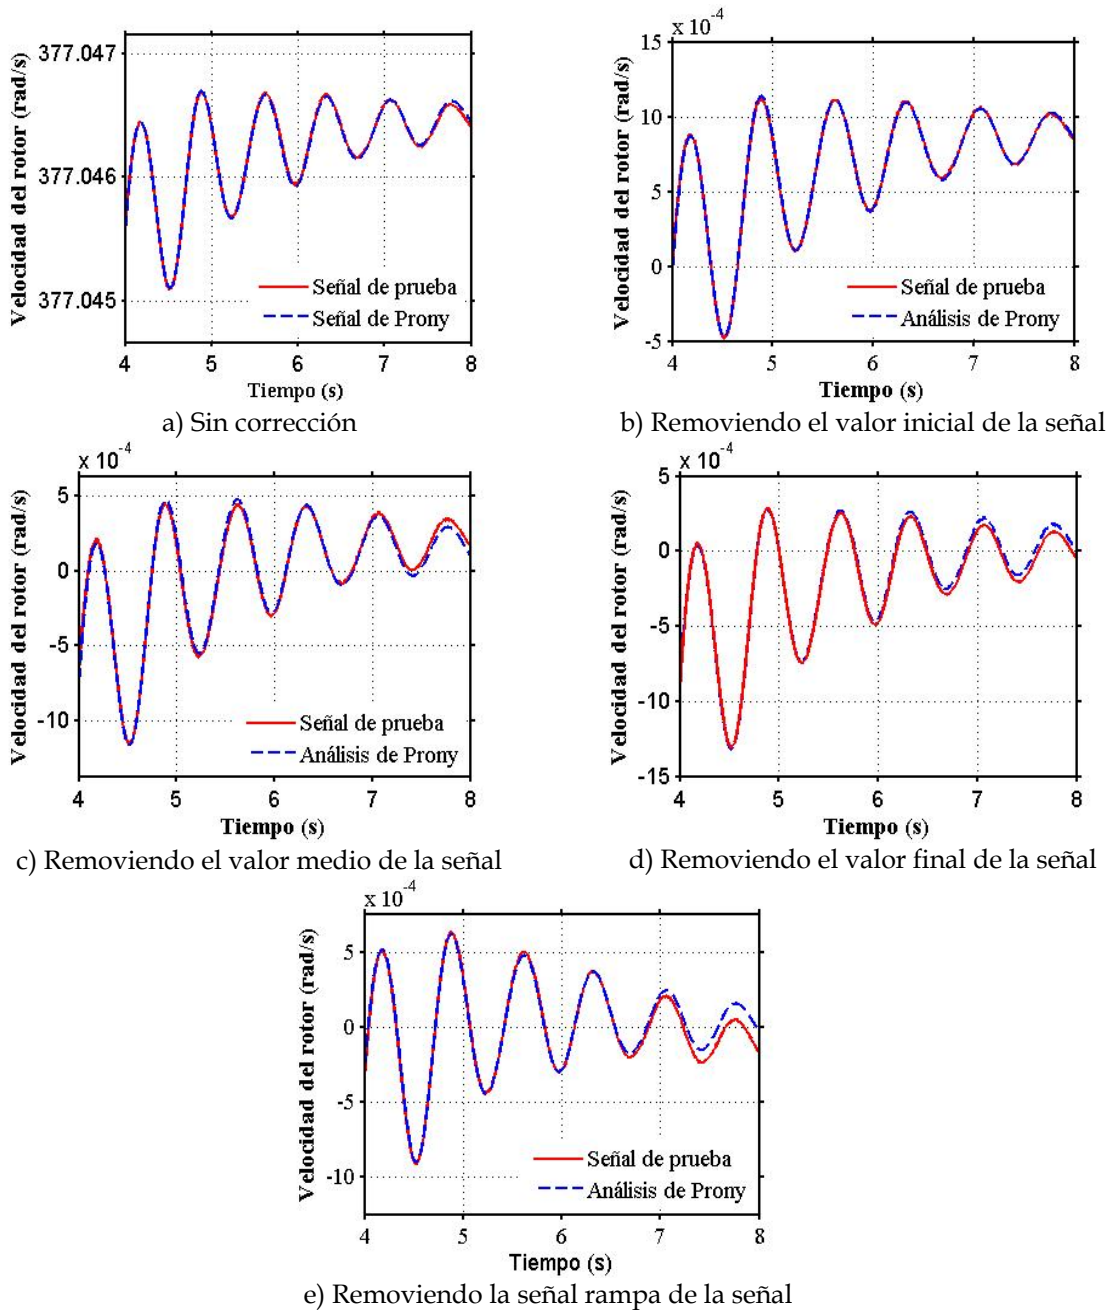 Velocidad del rotor (rad/s)
377.047
377.046
377.045
Señal de prueba
Señal de Prony
4 5 6 7 8
Tiempo (s)
a) Sin corrección
x 10-4
Velocidad del rotor (rad/s)
15
10
5
0
-5
Señal de prueba
Análisis de Prony
4 5 6 7 8
Tiempo (s)
b) Removiendo el valor inicial de la señal
x 10-4
Velocidad del rotor (rad/s)
5
0
-5
-10
Señal de prueba
Análisis de Prony
4 5 6 7 8
Tiempo (s)
c) Removiendo el valor medio de la señal
x 10-4
Velocidad del rotor (rad/s)
5
0
-5
-10
-15
4 5 6 7 8
Tiempo (s)
d) Removiendo el valor final de la señal
x 10-4
Velocidad del rotor (rad/s)
5
0
-5
-10
Señal de prueba
Análisis de Prony
4 5 6 7 8
Tiempo (s)
e) Removiendo la señal rampa de la señal